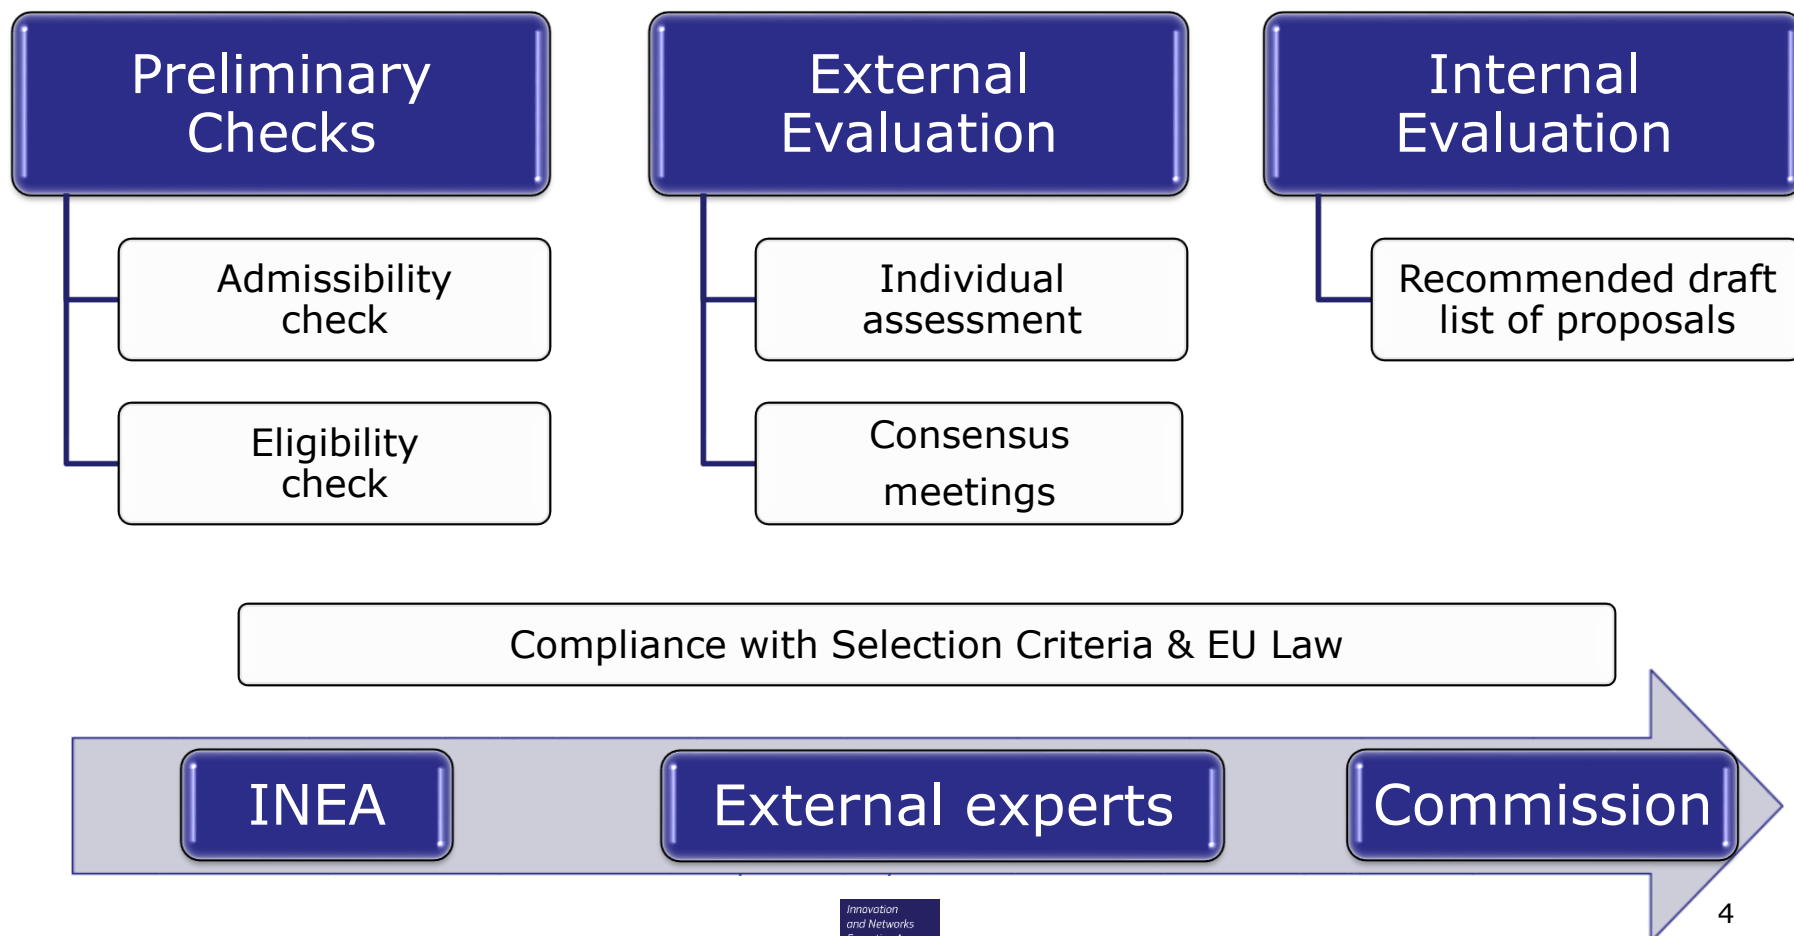 Preliminary
Checks
Admissibility
check
Eligibility
check
External
Evaluation
Individual
assessment
Consensus
meetings
Internal
Evaluation
Recommended draft
list of proposals
Compliance with Selection Criteria & EU Law
INEA
External experts
Commission
Innovation
and Networks
4